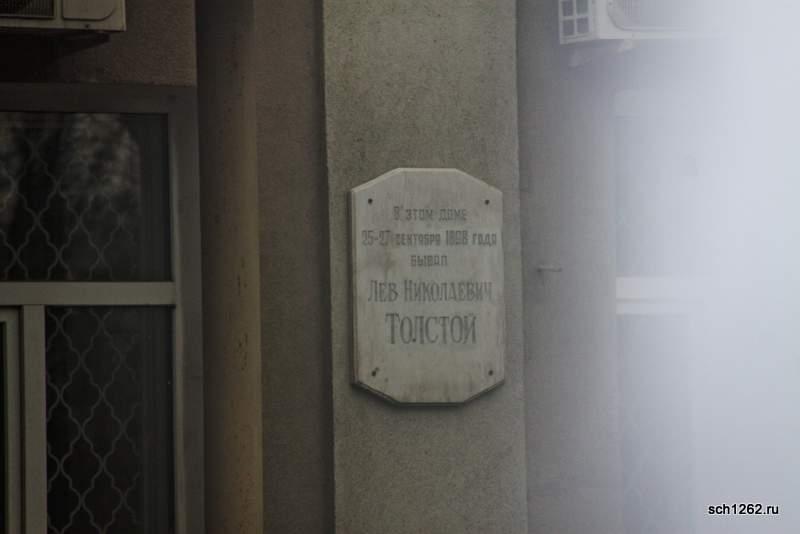 В этом доме
25-27 сентября 1898 года
бывал
Лев Николаевич
Толстой
sch1262.ru